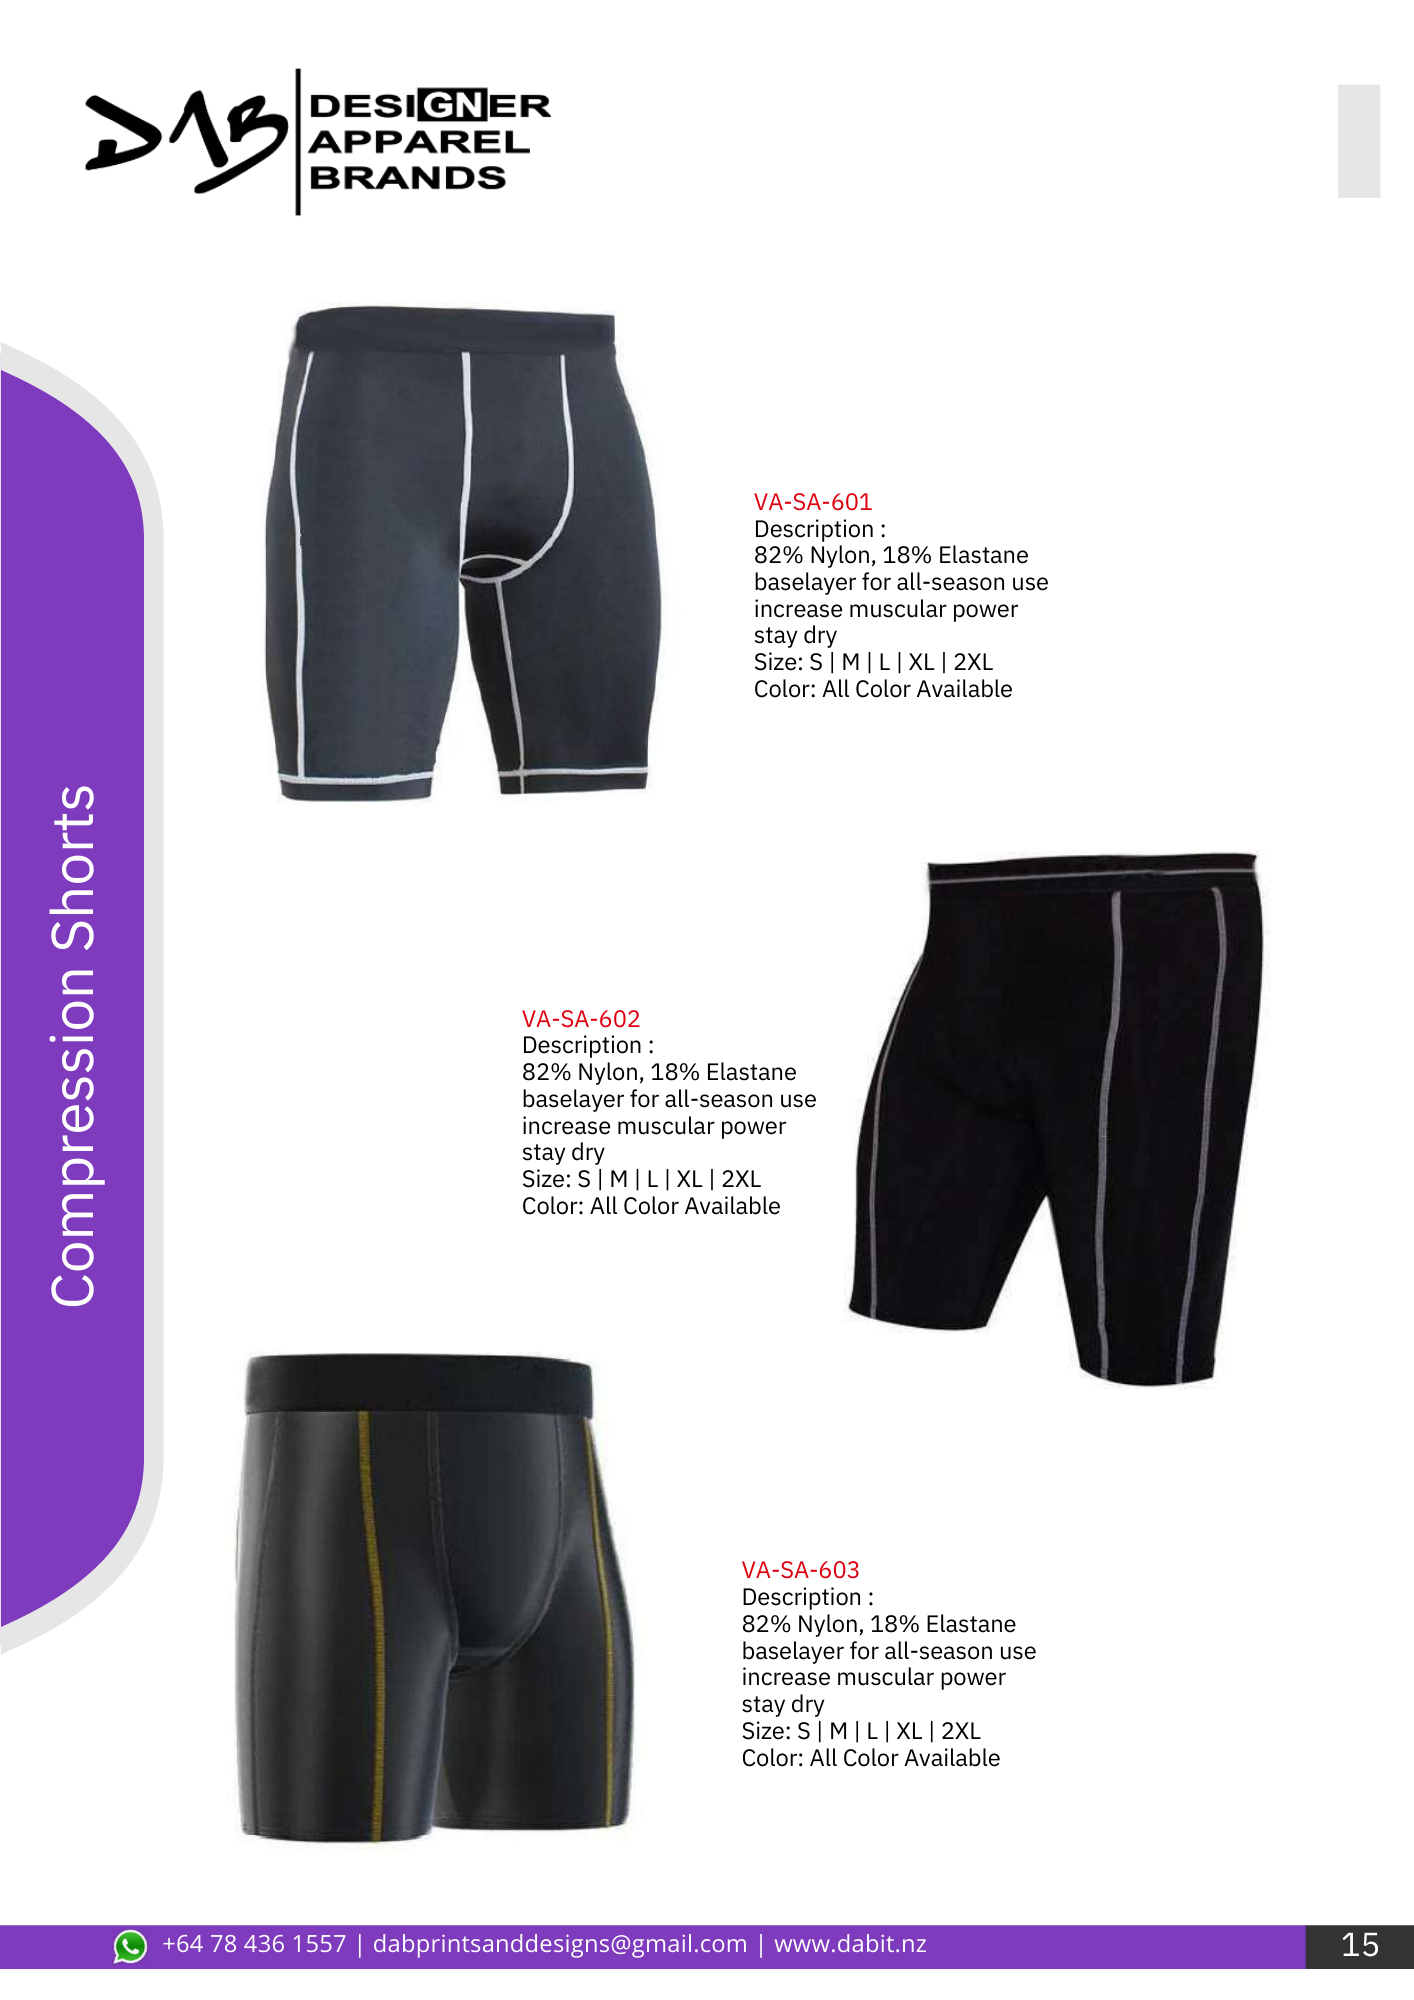 DAB
DESIGNER
APPAREL
BRANDS
VA-SA-601
Description :
82% Nylon, 18% Elastane
baselayer for all-season use
increase muscular power
stay dry
Size: S | M | L | XL | 2XL
Color: All Color Available
Compression Shorts
VA-SA-602
Description :
82% Nylon, 18% Elastane
baselayer for all-season use
increase muscular power
stay dry
Size: S | M | L | XL | 2XL
Color: All Color Available
VA-SA-603
Description :
82% Nylon, 18% Elastane
baselayer for all-season use
increase muscular power
stay dry
Size: S | M | L | XL | 2XL
Color: All Color Available
+64 78 436 1557 | dabprintsanddesigns@gmail.com | www.dabit.nz
15